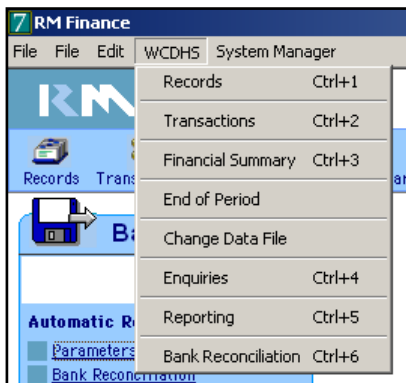 RM Finance
File File Edit WCDHS System Manager
RM
Records Ctrl+1
Transactions Ctrl+2
Financial Summary Ctrl+3
End of Period
Change Data File
Enquiries Ctrl+4
Reporting Ctrl+5
Bank Reconciliation Ctrl+6
Records Trans
Automatic
Parameters
Bank Reconciliation